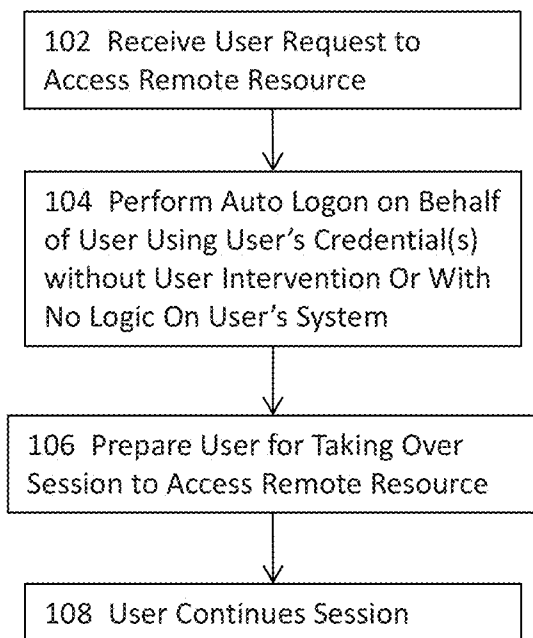 102 Receive User Request to
Access Remote Resource
104 Perform Auto Logon on Behalf
of User Using User's Credential(s)
without User Intervention Or With
No Logic On User's System
106 Prepare User for Taking Over
Session to Access Remote Resource
108 User Continues Session